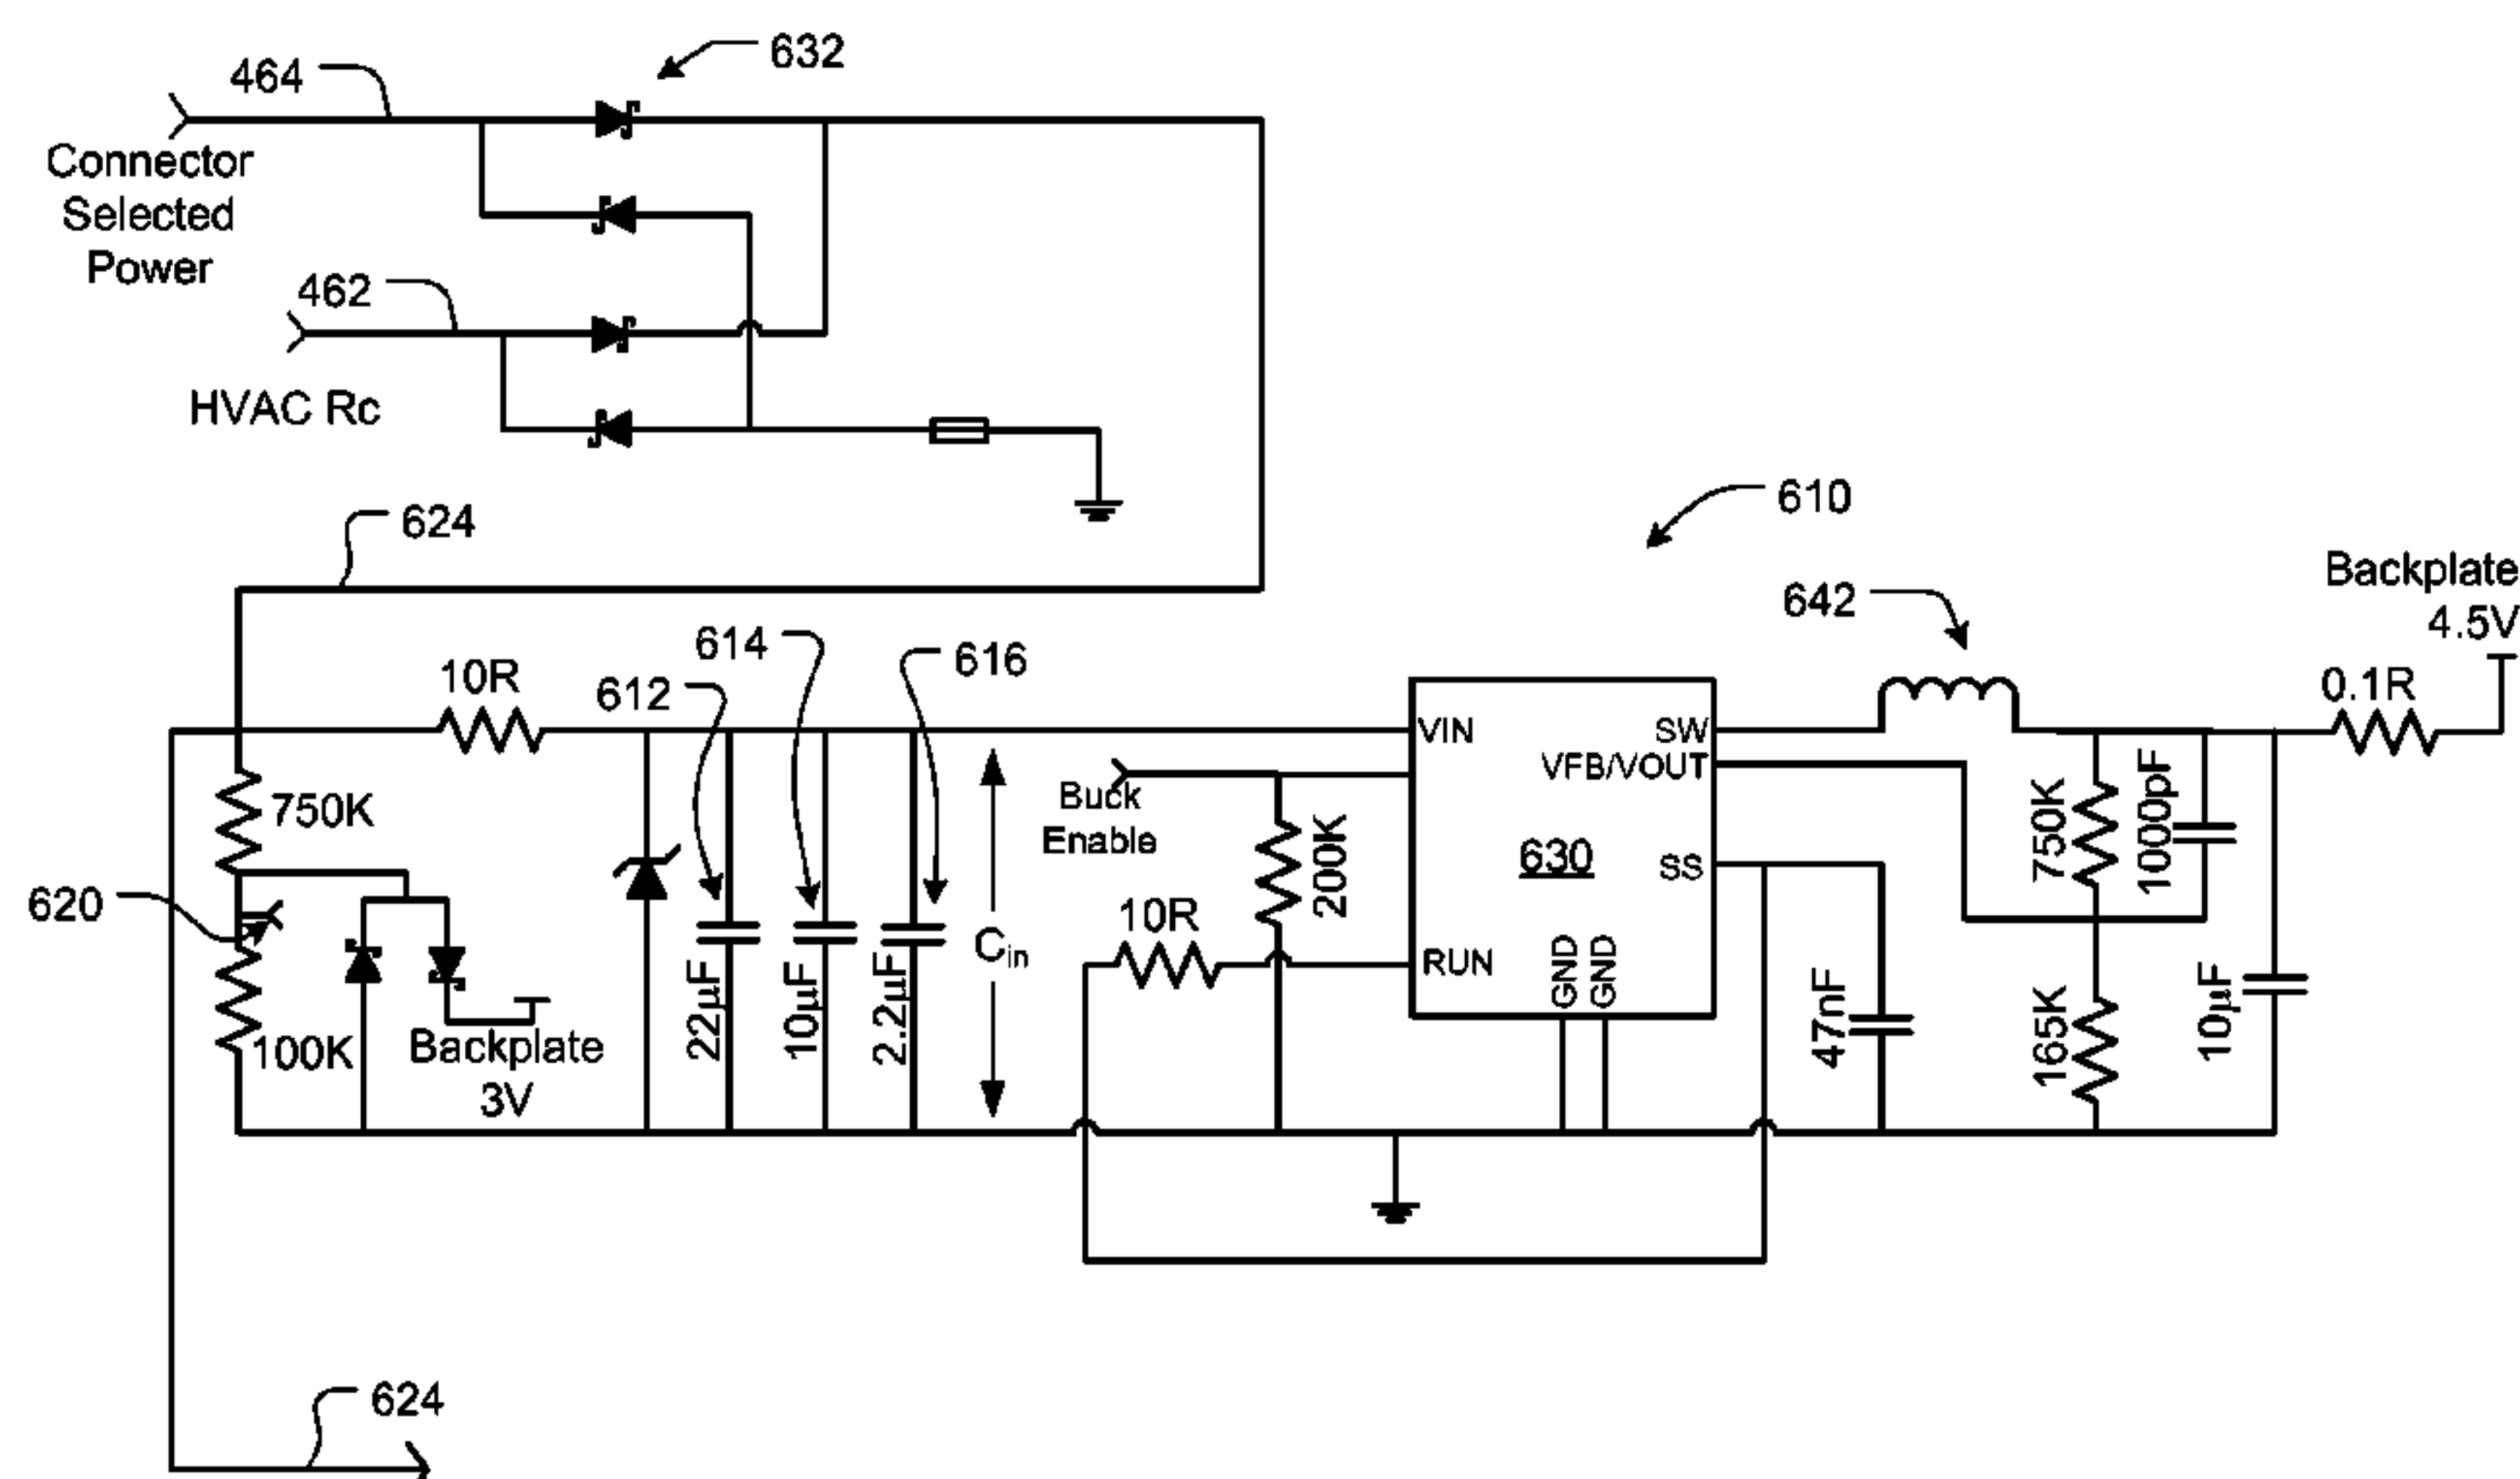 464
632
Connector
Selected
Power
462
HVAC Rc
624
610
642
Backplate
4.5V
10R
612
614
616
0.1R
VIN
SW
VFB/VOUT
750K
Buck
Enable
200K
630
SS
750K
1000pF
620
10R
RUN
GND
GND
Cin
22µF
10µF
2.2µF
47nF
165K
10µF
100K
Backplate
3V
624